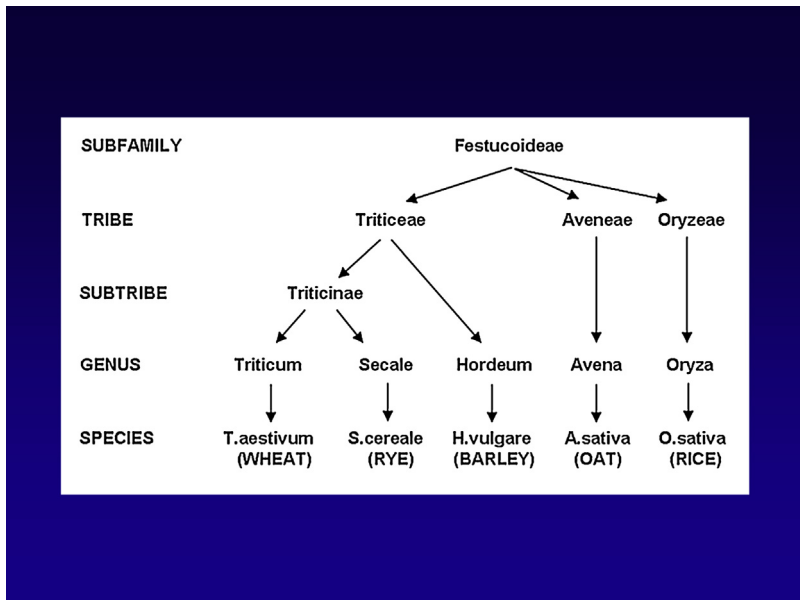 SUBFAMILY Festucoideae
TRIBE Triticeae Aveneae Oryzeae
SUBTRIBE Triticinae
GENUS Triticum Secale Hordeum Avena Oryza
SPECIES T.aestivum S.cereale H.vulgare A.sativa O.sativa
(WHEAT) (RYE) (BARLEY) (OAT) (RICE)